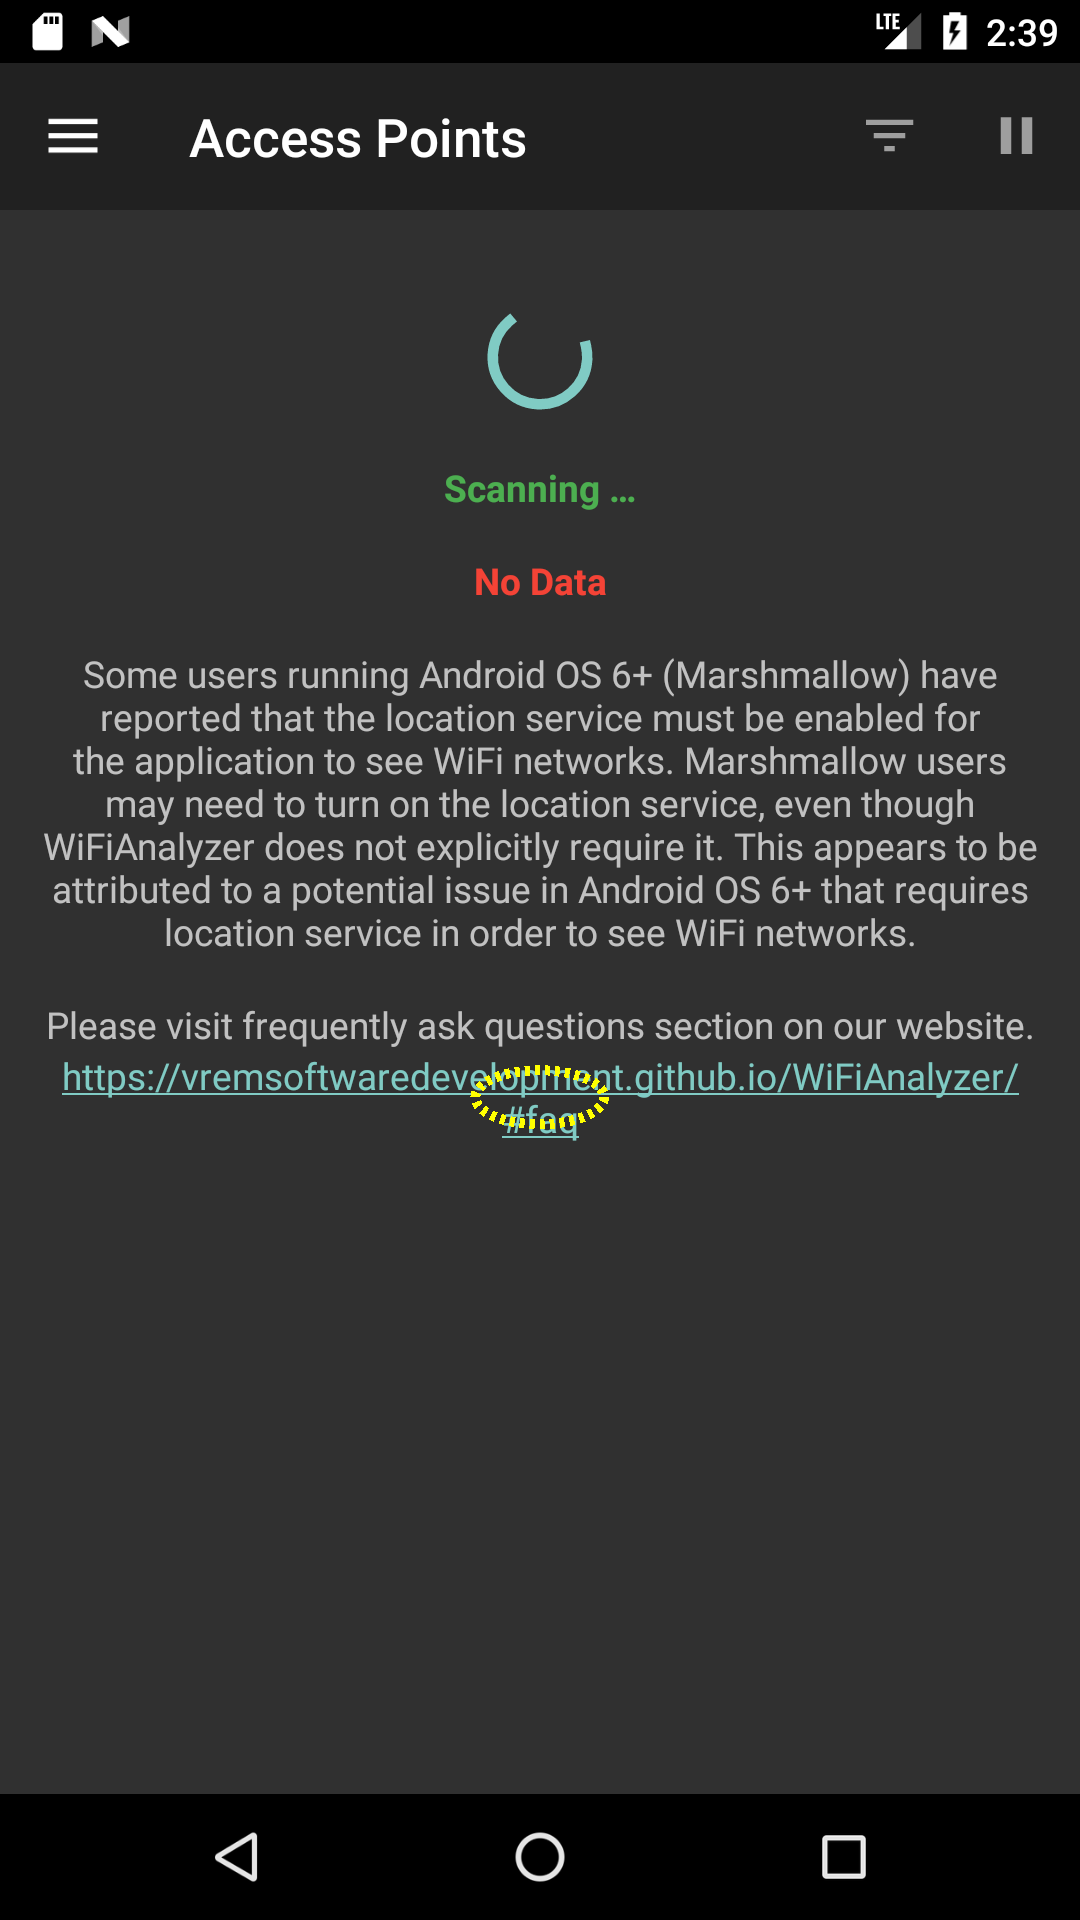 LTE 2:39
Access Points
Scanning ...
No Data
Some users running Android OS 6+ (Marshmallow) have
reported that the location service must be enabled for
the application to see WiFi networks. Marshmallow users
may need to turn on the location service, even though
WiFiAnalyzer does not explicitly require it. This appears to be
attributed to a potential issue in Android OS 6+ that requires
location service in order to see WiFi networks.
Please visit frequently ask questions section on our website.
https://vremsoftwaredevelopment.github.io/WiFiAnalyzer/
#faq